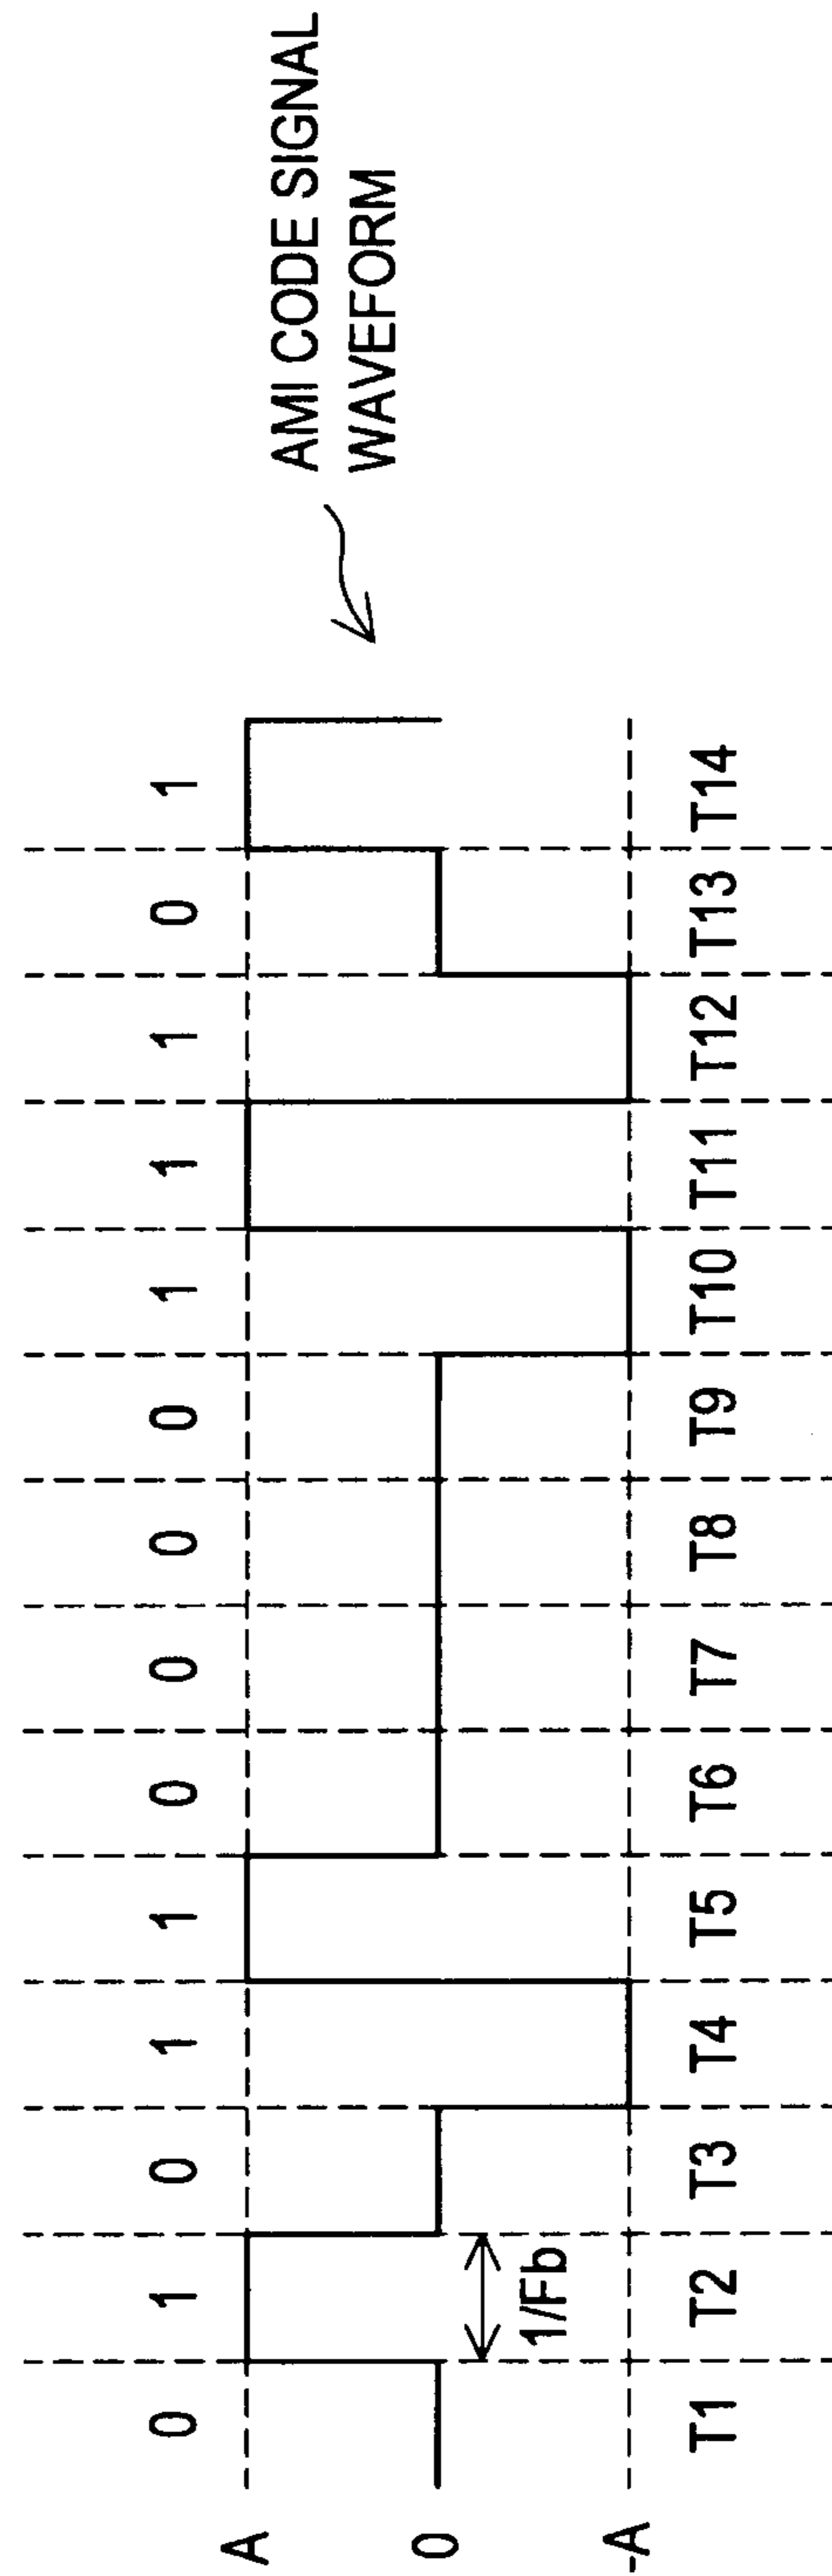 0 1 0 1 1 0 0 0 0 1 1 1 0 1
A
0
-A
1/Fb
T1 T2 T3 T4 T5 T6 T7 T8 T9 T10 T11 T12 T13 T14
AMI CODE SIGNAL
WAVEFORM